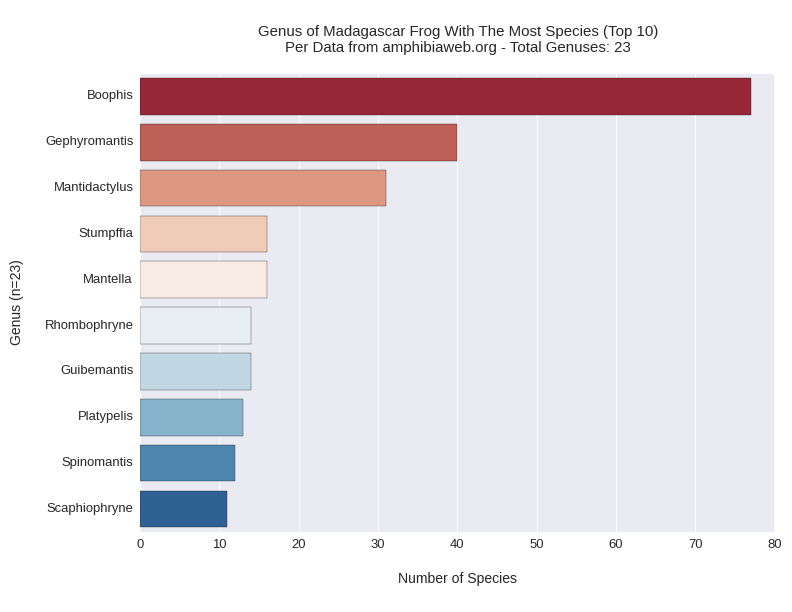 Genus of Madagascar Frog With The Most Species (Top 10)
Per Data from amphibiaweb.org - Total Genuses: 23
Genus (n=23)
Boophis
Gephyromantis
Mantidactylus
Stumpffia
Mantella
Rhombophryne
Guibemantis
Platypelis
Spinomantis
Scaphiophryne
0 10 20 30 40 50 60 70 80
Number of Species